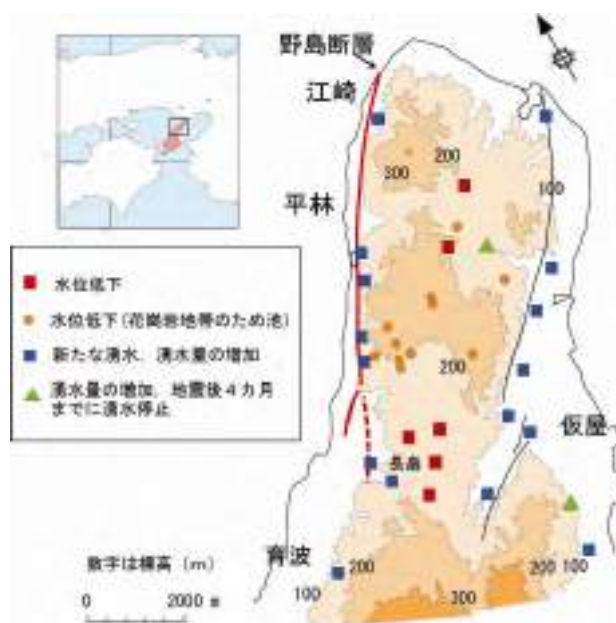 野島断層
江崎
200
300
100
平林
水位低下
水位低下(花崗岩地帯のため池)
新たな湧水、湧水量の増加
湧水量の増加、地震後4カ月
までに湧水停止
200
仮屋
長畠
育波
数字は標高(m)
200
100
200
100
300
0
2000 m